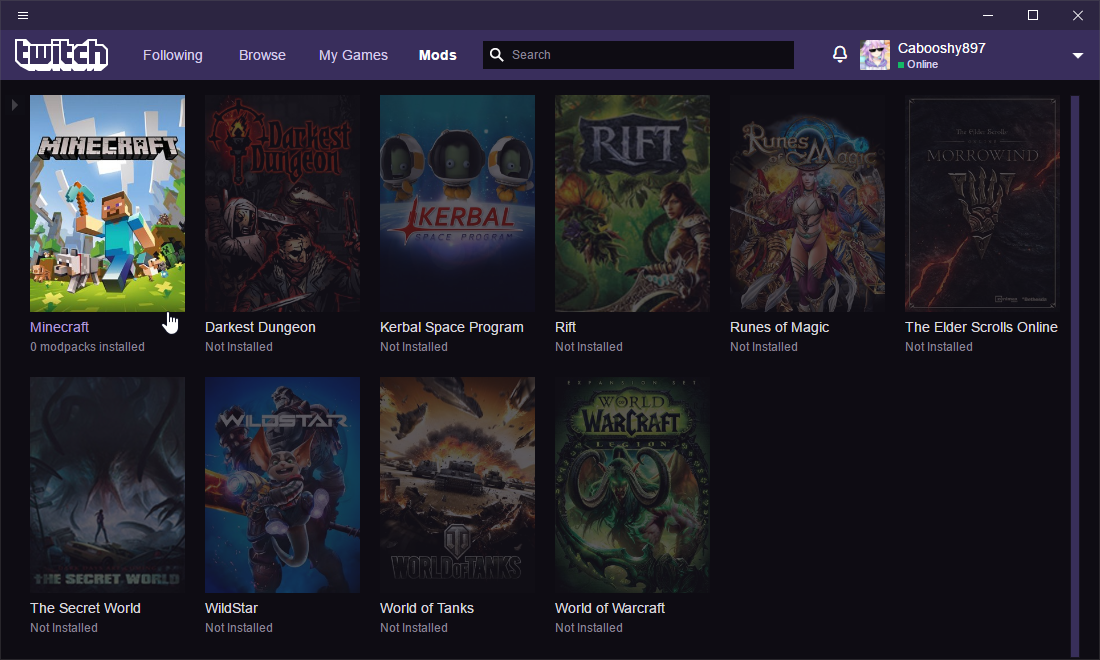 twitch
Following
Browse
My Games
Mods
Search
Cabooshy897
Online
MINECRAFT
Darkest
Dungeon
KERBAL
SPACE PROGRAM
RIFT
Runes
of Magic
The Elder Scrolls
MORROWIND
Minecraft
0 modpacks installed
Darkest Dungeon
Not Installed
Kerbal Space Program
Not Installed
Rift
Not Installed
Runes of Magic
Not Installed
The Elder Scrolls Online
Not Installed
THE SECRET WORLD
WILDSTAR
WORLD OF TANKS
EXPANSION SET
WORLD
WARCRAFT
LEGION
The Secret World
Not Installed
WildStar
Not Installed
World of Tanks
Not Installed
World of Warcraft
Not Installed